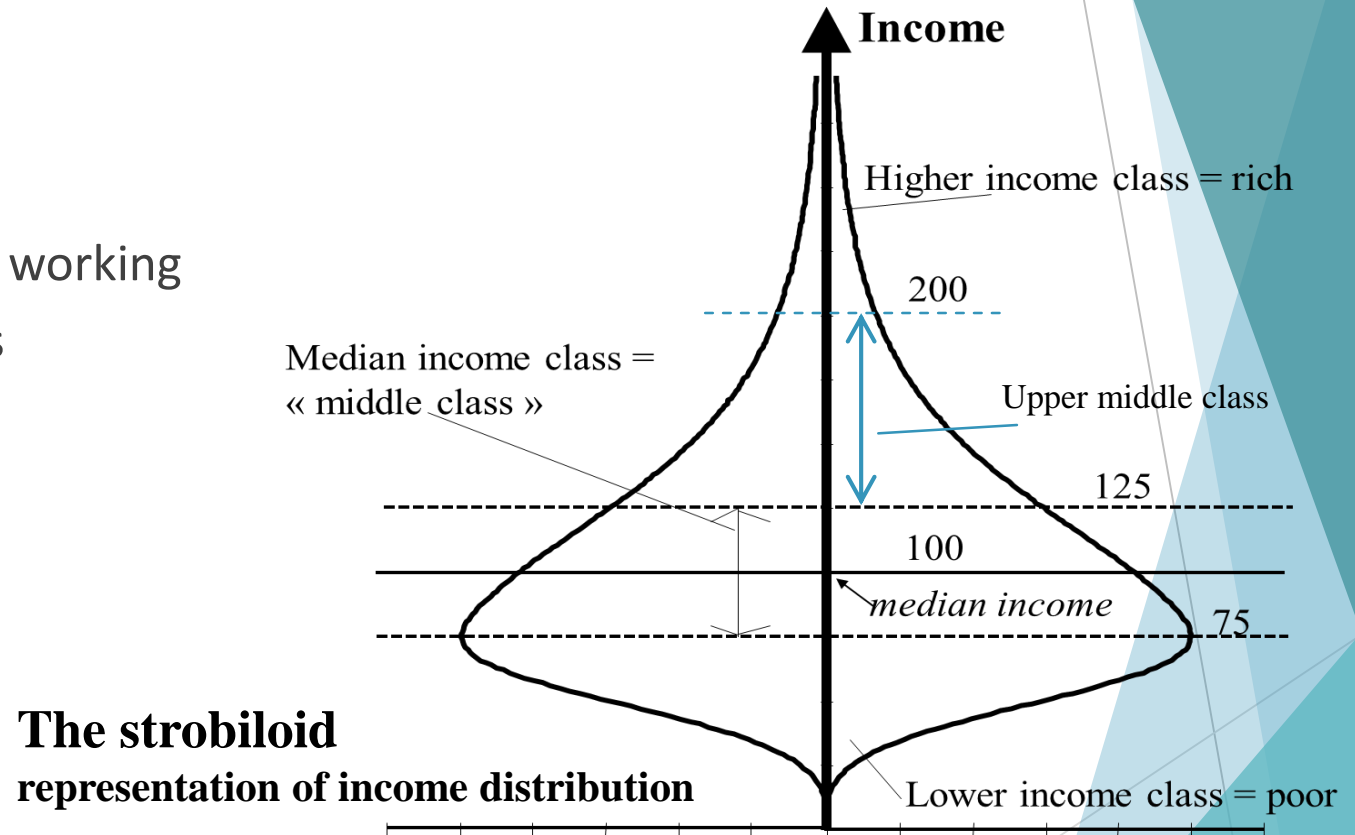 Income
Higher income class = rich
working
200
s
Median income class =
« middle class »
Upper middle class
125
100
median income
75
The strobiloid
representation of income distribution
Lower income class = poor